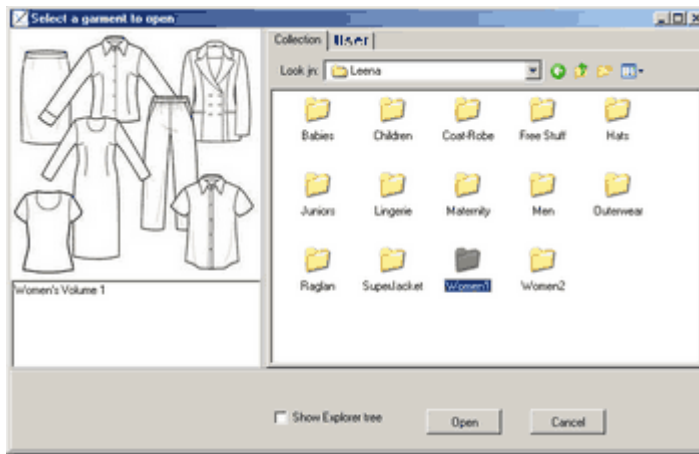 Select a garment to open
Collection User
Look in: Leena
Babies Children Coat-Robe Free Stuff Hats
Juniors Lingerie Maternity Men Outerwear
Raglan SuperJacket Women1 Women2
Women's Volume 1
Show Explorer tree Open Cancel